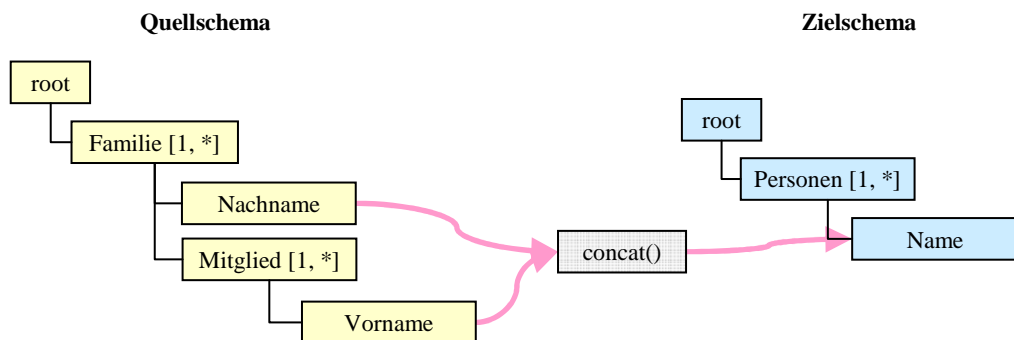 Quellschema
Zielschema
root
Familie [1, *]
Nachname
Mitglied [1, *]
Vorname
concat()
root
Personen [1, *]
Name